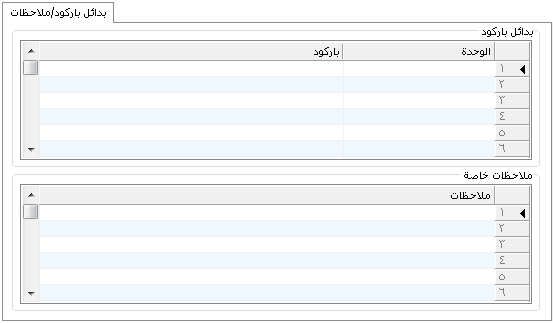 بدائل باركود/ملاحظات
بدائل باركود
الوحدة باركود
١
٢
٣
٤
٥
٦
ملاحظات خاصة
ملاحظات
١
٢
٣
٤
٥
٦